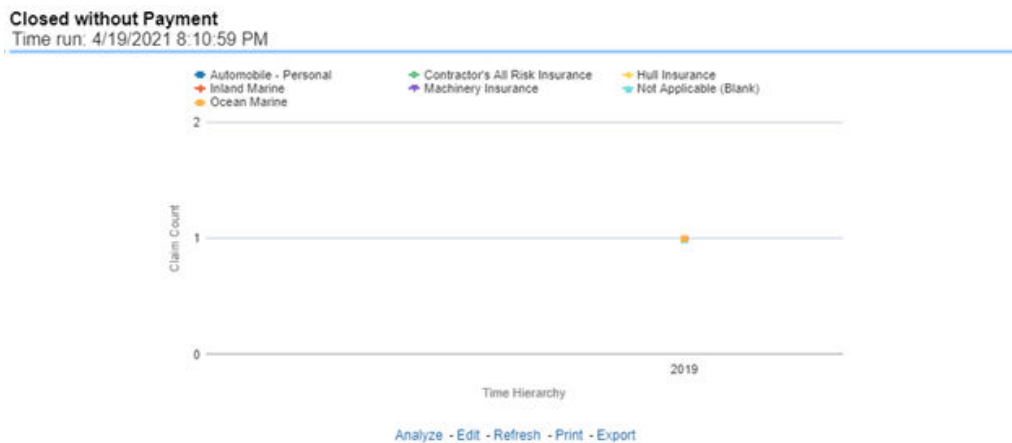 Closed without Payment
Time run: 4/19/2021 8:10:59 PM
Automobile - Personal Contractor's All Risk Insurance Hull Insurance
Inland Marine Machinery Insurance Not Applicable (Blank)
Ocean Marine
2
Claim Count
1
0
2019
Time Hierarchy
Analyze - Edit - Refresh - Print - Export